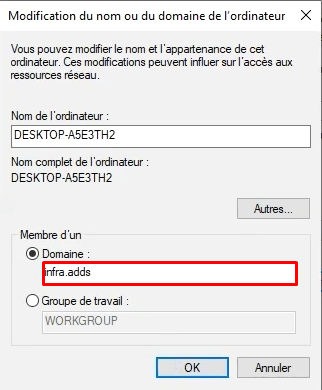 Modification du nom ou du domaine de l'ordinateur
Vous pouvez modifier le nom et l'appartenance de cet
ordinateur. Ces modifications peuvent influer sur l'accès aux
ressources réseau.
Nom de l'ordinateur :
DESKTOP-A5E3TH2
Nom complet de l'ordinateur :
DESKTOP-A5E3TH2
Autres...
Membre d'un
Domaine :
infra.adds
Groupe de travail :
WORKGROUP
OK
Annuler